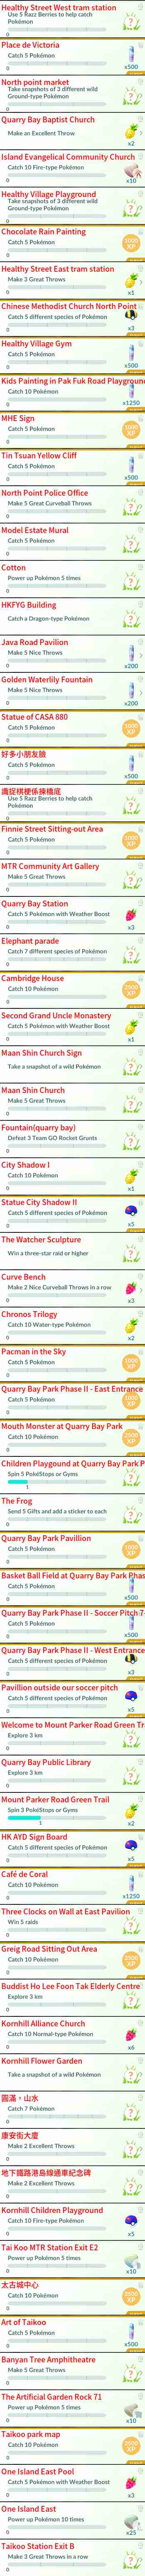 Healthy Street West tram station
Use 5 Razz Berries to help catch
Pokémon
0
Place de Victoria
Catch 5 Pokémon
0
x500
North point market
Take snapshots of 3 different wild
Ground-type Pokémon
0
Quarry Bay Baptist Church
Make an Excellent Throw
x2
Island Evangelical Community Church
Catch 10 Fire-type Pokémon
0
x10
Healthy Village Playground
Take snapshots of 3 different wild
Ground-type Pokémon
0
Chocolate Rain Painting
Catch 5 Pokémon
0
1000
XP
Healthy Street East tram station
Make 3 Great Throws
0
x1
Chinese Methodist Church North Point
Catch 5 different species of Pokémon
0
x3
Healthy Village Gym
Catch 5 Pokémon
0
x500
Kids Painting in Pak Fuk Road Playground
Catch 10 Pokémon
0
x1250
MHE Sign
Catch 5 Pokémon
0
1000
XP
Tin Tsuan Yellow Cliff
Catch 5 Pokémon
0
x500
North Point Police Office
Make 5 Great Curveball Throws
0
Model Estate Mural
Catch 5 Pokémon
0
Cotton
Power up Pokémon 5 times
0
HKFYG Building
Catch a Dragon-type Pokémon
Java Road Pavilion
Make 5 Nice Throws
0
x200
Golden Waterlily Fountain
Make 5 Nice Throws
0
x200
Statue of CASA 880
Catch 5 Pokémon
0
1000
XP
好多小朋友臉
Catch 5 Pokémon
0
x500
識捉棋梗係揀橋底
Use 5 Razz Berries to help catch
Pokémon
0
Finnie Street Sitting-out Area
Catch 5 Pokémon
0
1000
XP
MTR Community Art Gallery
Make 5 Great Throws
0
Quarry Bay Station
Catch 5 Pokémon with Weather Boost
0
x3
Elephant parade
Catch 7 different species of Pokémon
0
Cambridge House
Catch 10 Pokémon
0
2500
XP
Second Grand Uncle Monastery
Catch 5 Pokémon with Weather Boost
0
x1
Maan Shin Church Sign
Take a snapshot of a wild Pokémon
Maan Shin Church
Make 5 Great Throws
0
Fountain(quarry bay)
Defeat 3 Team GO Rocket Grunts
0
City Shadow I
Catch 10 Pokémon
0
x1
Statue City Shadow II
Catch 5 different species of Pokémon
0
x5
The Watcher Sculpture
Win a three-star raid or higher
Curve Bench
Make 2 Nice Curveball Throws in a row
0
x3
Chronos Trilogy
Catch 10 Water-type Pokémon
0
x2
Pacman in the Sky
Catch 5 Pokémon
0
1000
XP
Quarry Bay Park Phase II - East Entrance
Catch 5 Pokémon
0
1000
XP
Mouth Monster at Quarry Bay Park
Catch 10 Pokémon
0
2500
XP
Children Playgound at Quarry Bay Park P
Spin 5 PokéStops or Gyms
1
The Frog
Send 5 Gifts and add a sticker to each
0
Quarry Bay Park Pavillion
Catch 5 Pokémon
0
1000
XP
Basket Ball Field at Quarry Bay Park Phas
Catch 5 Pokémon
0
x500
Quarry Bay Park Phase II - Soccer Pitch 7-
Catch 5 Pokémon
0
x500
Quarry Bay Park Phase II - West Entrance
Catch 5 different species of Pokémon
0
x3
Pavillion outside our soccer pitch
Catch 5 different species of Pokémon
0
x5
Welcome to Mount Parker Road Green Tr
Explore 3 km
0
Quarry Bay Public Library
Explore 3 km
0
Mount Parker Road Green Trail
Spin 3 PokéStops or Gyms
1
x2
HK AYD Sign Board
Catch 5 different species of Pokémon
0
x5
Café de Coral
Catch 10 Pokémon
0
x1250
Three Clocks on Wall at East Pavilion
Win 5 raids
0
Greig Road Sitting Out Area
Catch 10 Pokémon
0
2500
XP
Buddist Ho Lee Foon Tak Elderly Centre
Explore 3 km
0
Kornhill Alliance Church
Catch 10 Normal-type Pokémon
0
x6
Kornhill Flower Garden
Take a snapshot of a wild Pokémon
圓滿・山水
Catch 7 Pokémon
0
康安街大廈
Make 2 Excellent Throws
0
地下鐵路港島線通車紀念碑
Make 2 Excellent Throws
0
Kornhill Children Playground
Catch 10 Fire-type Pokémon
0
x5
Tai Koo MTR Station Exit E2
Power up Pokémon 5 times
0
x10
太古城中心
Catch 10 Pokémon
0
2500
XP
Art of Taikoo
Catch 5 Pokémon
0
x500
Banyan Tree Amphitheatre
Make 5 Great Throws
0
The Artificial Garden Rock 71
Power up Pokémon 5 times
0
x10
Taikoo park map
Catch 10 Pokémon
0
2500
XP
One Island East Pool
Catch 5 Pokémon with Weather Boost
0
x3
One Island East
Power up Pokémon 10 times
0
x25
Taikoo Station Exit B
Make 3 Great Throws in a row
0